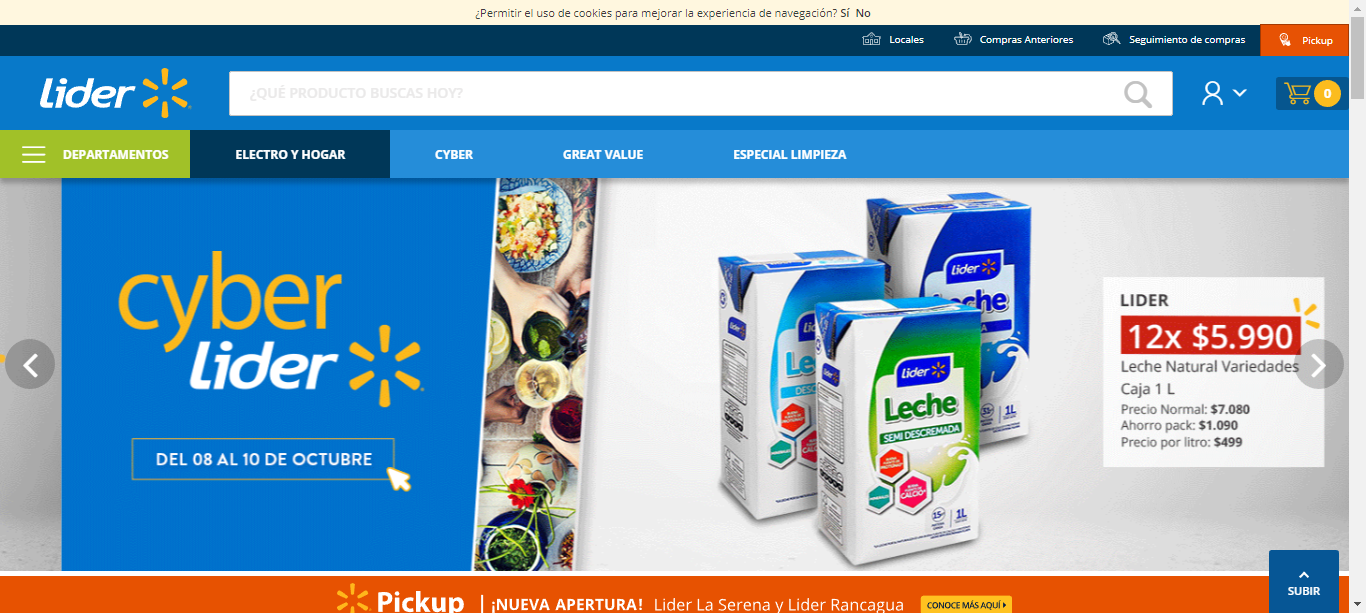 ¿Permitir el uso de cookies para mejorar la experiencia de navegación? Sí No
Locales
Compras Anteriores
Seguimiento de compras
Pickup
Lider
¿QUÉ PRODUCTO BUSCAS HOY?
0
DEPARTAMENTOS
ELECTRO Y HOGAR
CYBER
GREAT VALUE
ESPECIAL LIMPIEZA
cyber
lider
DEL 08 AL 10 DE OCTUBRE
lider
Leche
SEMI DESCREMADA
1L
LIDER
12x $5.990
Leche Natural Variedades
Caja 1 L
Precio Normal: $7.080
Ahorro pack: $1.090
Precio por litro: $499
Pickup | ¡NUEVA APERTURA! Lider La Serena y Lider Rancagua
CONOCE MÁS AQUÍ
SUBIR